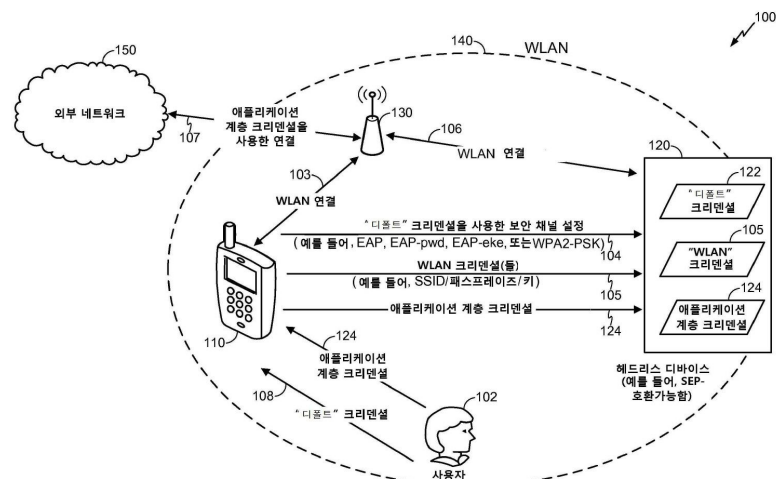 100
140
WLAN
150
외부 네트워크
애플리케이션
계층 크리덴셜을
사용한 연결
107
130
106
WLAN 연결
103
WLAN 연결
120
122
"디폴트"
크리덴셜
"디폴트" 크리덴셜을 사용한 보안 채널 설정
(예를 들어, EAP, EAP-pwd, EAP-eke, 또는WPA2-PSK)
104
105
"WLAN"
크리덴셜
WLAN 크리덴셜(들)
(예를 들어, SSID/패스프레이즈/키)
105
124
애플리케이션
계층 크리덴셜
애플리케이션 계층 크리덴셜
124
110
124
애플리케이션
계층 크리덴셜
헤드리스 디바이스
(예를 들어, SEP-
호환가능함)
108
"디폴트" 크리덴셜
102
사용자